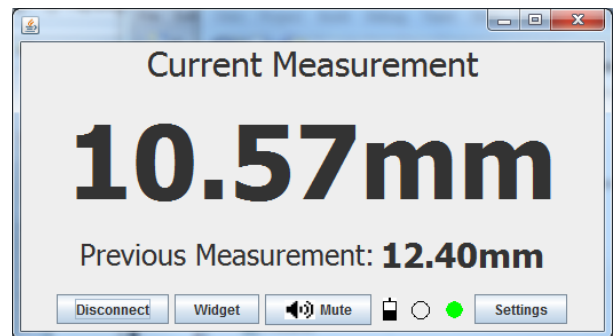 Current Measurement
10.57mm
Previous Measurement: 12.40mm
Disconnect Widget Mute Settings